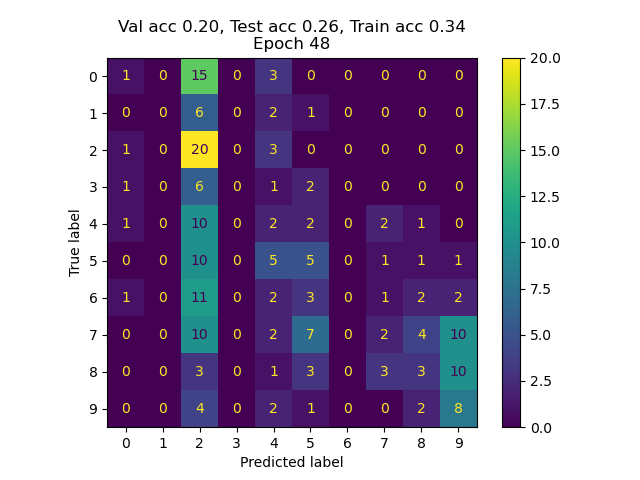 Val acc 0.20, Test acc 0.26, Train acc 0.34
Epoch 48
0 1 0 15 0 3 0 0 0 0 0
1 0 0 6 0 2 1 0 0 0 0
2 1 0 20 0 3 0 0 0 0 0
3 1 0 6 0 1 2 0 0 0 0
4 1 0 10 0 2 2 0 2 1 0
5 0 0 10 0 5 5 0 1 1 1
6 1 0 11 0 2 3 0 1 2 2
7 0 0 10 0 2 7 0 2 4 10
8 0 0 3 0 1 3 0 3 3 10
9 0 0 4 0 2 1 0 0 2 8
0 1 2 3 4 5 6 7 8 9
True label
Predicted label
20.0
17.5
15.0
12.5
10.0
7.5
5.0
2.5
0.0